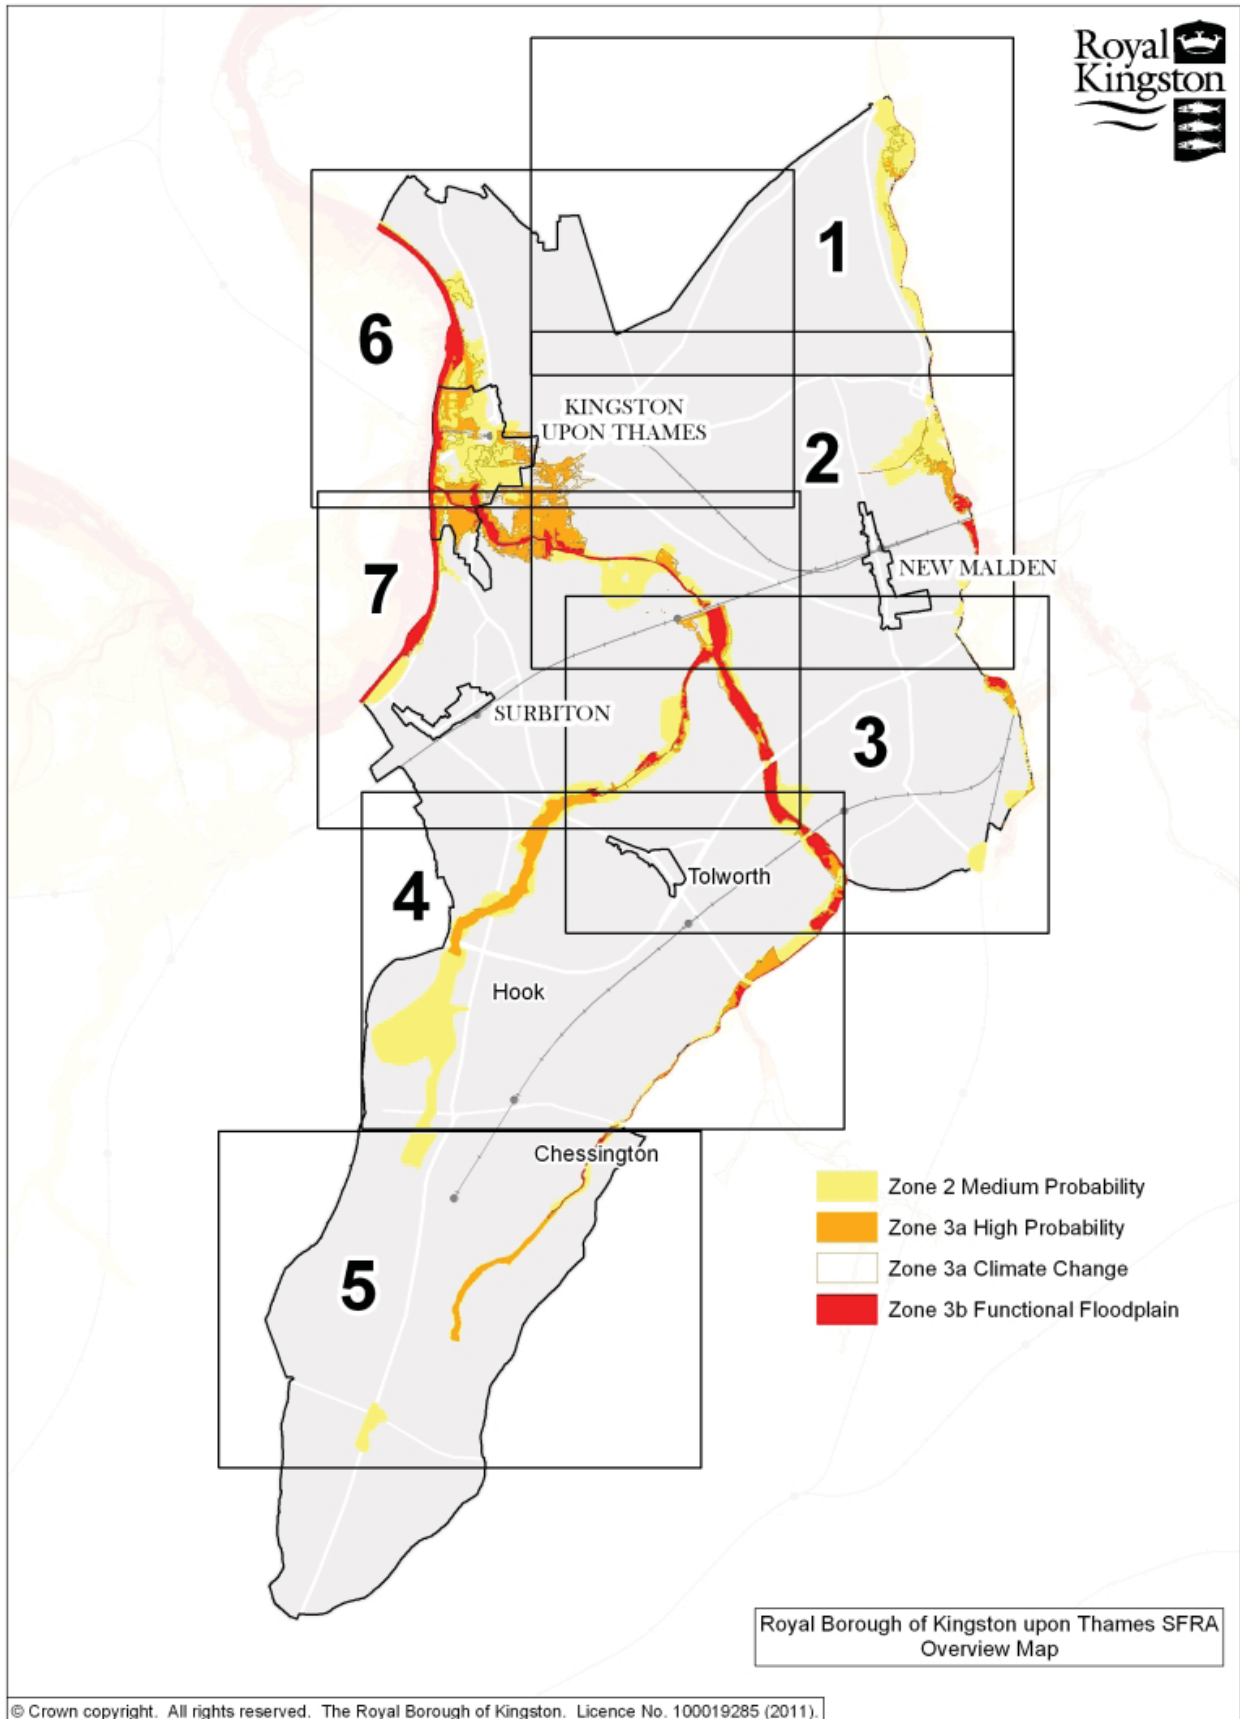 Royal
Kingston
1
6
KINGSTON
UPON THAMES
2
NEW MALDEN
7
SURBITON
3
Tolworth
4
Hook
Chessington
5
Zone 2 Medium Probability
Zone 3a High Probability
Zone 3a Climate Change
Zone 3b Functional Floodplain
Royal Borough of Kingston upon Thames SFRA
Overview Map
© Crown copyright. All rights reserved. The Royal Borough of Kingston. Licence No. 100019285 (2011).